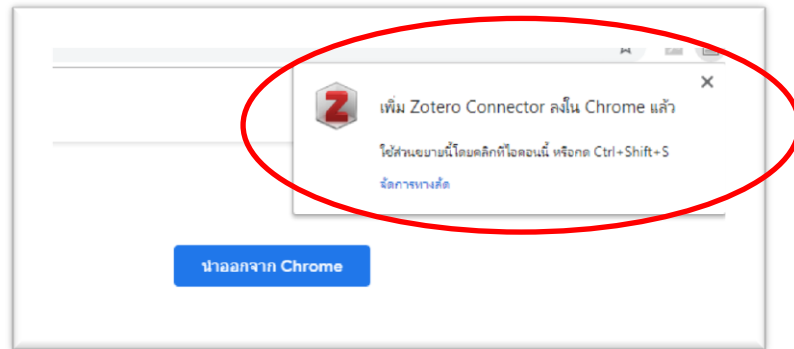 Z
เพิ่ม Zotero Connector ลงใน Chrome แล้ว
ใช้ส่วนขยายนี้โดยคลิกที่ไอคอนนี้ หรือกด Ctrl+Shift+S
จัดการทางลัด
นำออกจาก Chrome